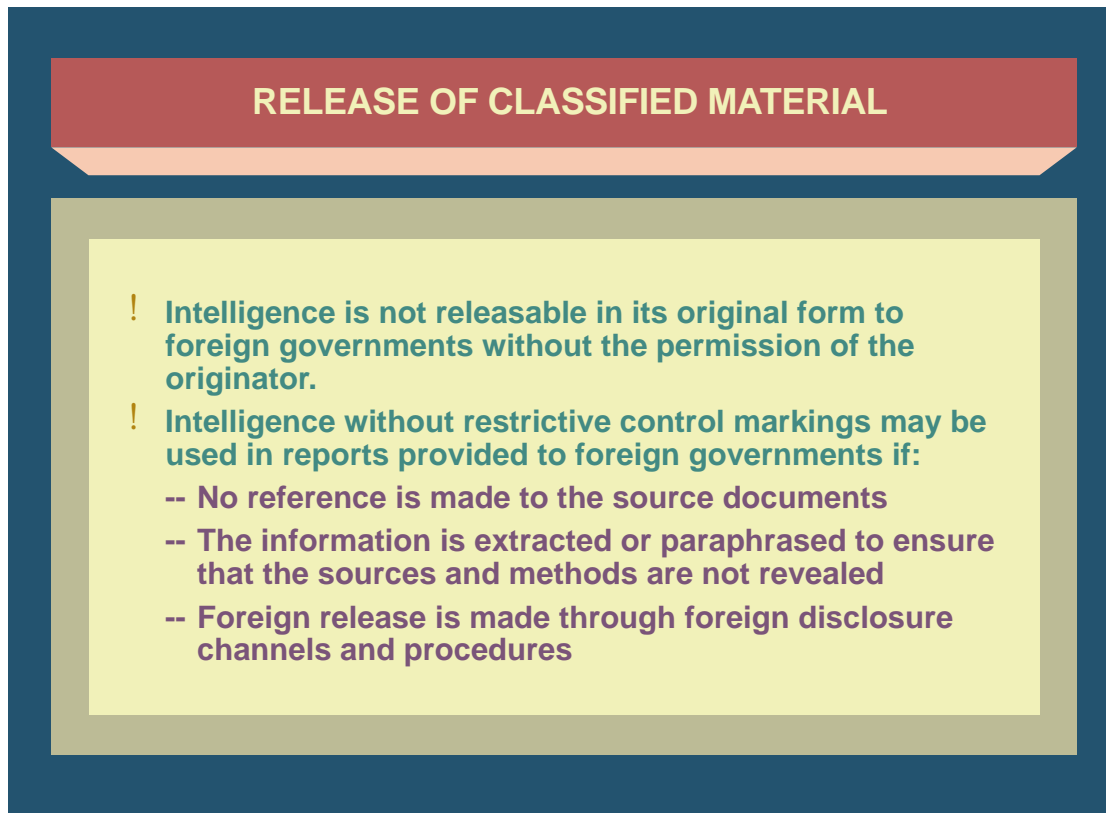 RELEASE OF CLASSIFIED MATERIAL
! Intelligence is not releasable in its original form to
foreign governments without the permission of the
originator.
! Intelligence without restrictive control markings may be
used in reports provided to foreign governments if:
-- No reference is made to the source documents
-- The information is extracted or paraphrased to ensure
that the sources and methods are not revealed
-- Foreign release is made through foreign disclosure
channels and procedures